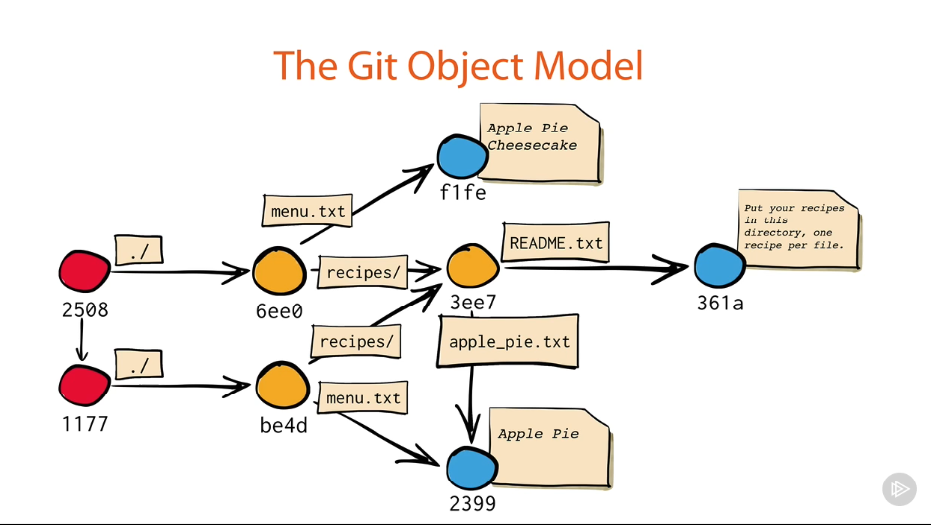 The Git Object Model
Apple Pie
Cheesecake
f1fe
menu.txt
./
2508
6ee0
recipes/
3ee7
README.txt
Put your recipes
in this
directory, one
recipe per file.
361a
./
1177
be4d
recipes/
menu.txt
apple_pie.txt
Apple Pie
2399